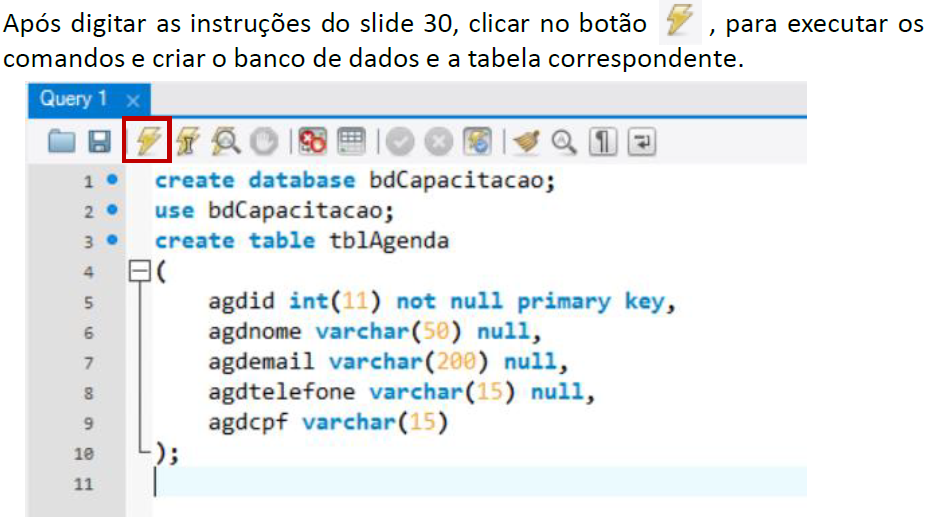 Após digitar as instruções do slide 30, clicar no botão , para executar os
comandos e criar o banco de dados e a tabela correspondente.
Query 1
1 create database bdCapacitacao;
2 use bdCapacitacao;
3 create table tblAgenda
4 (
5 agdid int(11) not null primary key,
6 agdnome varchar(50) null,
7 agdemail varchar(200) null,
8 agdtelefone varchar(15) null,
9 agdcpf varchar(15)
10 );
11